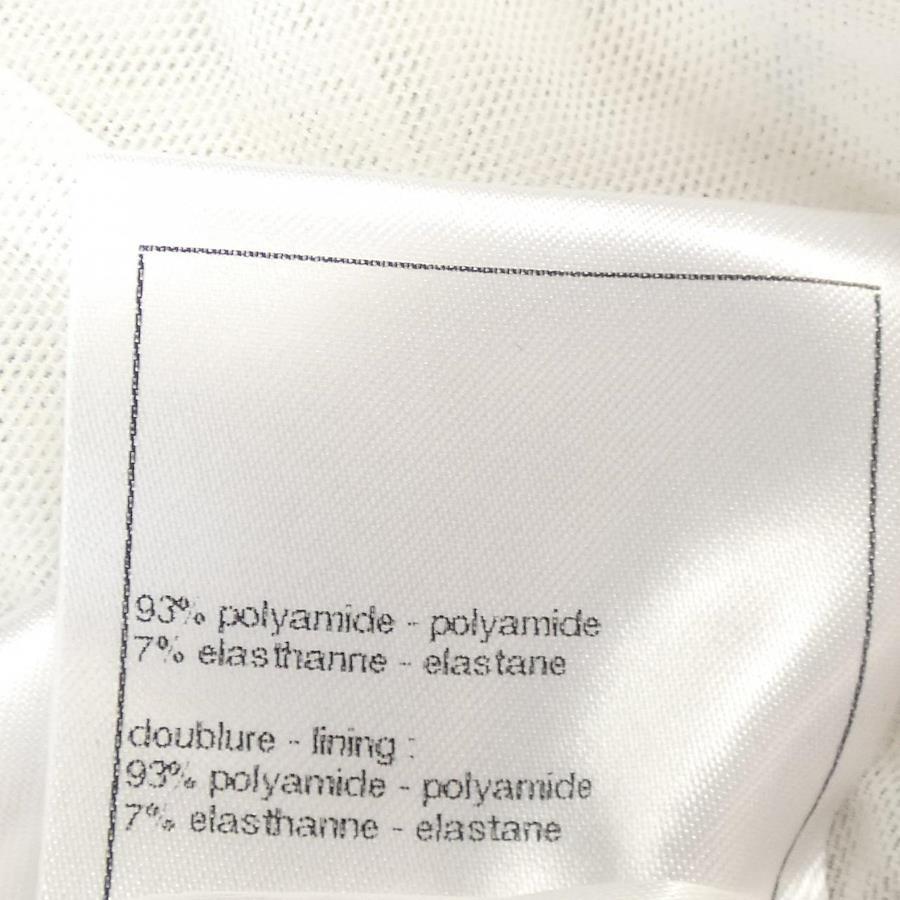 93% polyamide - polyamide
7% elasthanne - elastane
doublure - lining :
93% polyamide - polyamide
7% elasthanne - elastane